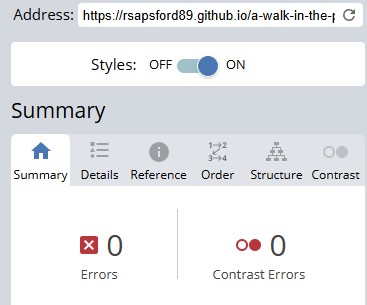 Address: https://rsapsford89.github.io/a-walk-in-the-p
Styles: OFF ON
Summary
Summary Details Reference Order Structure Contrast
0 0
Errors Contrast Errors